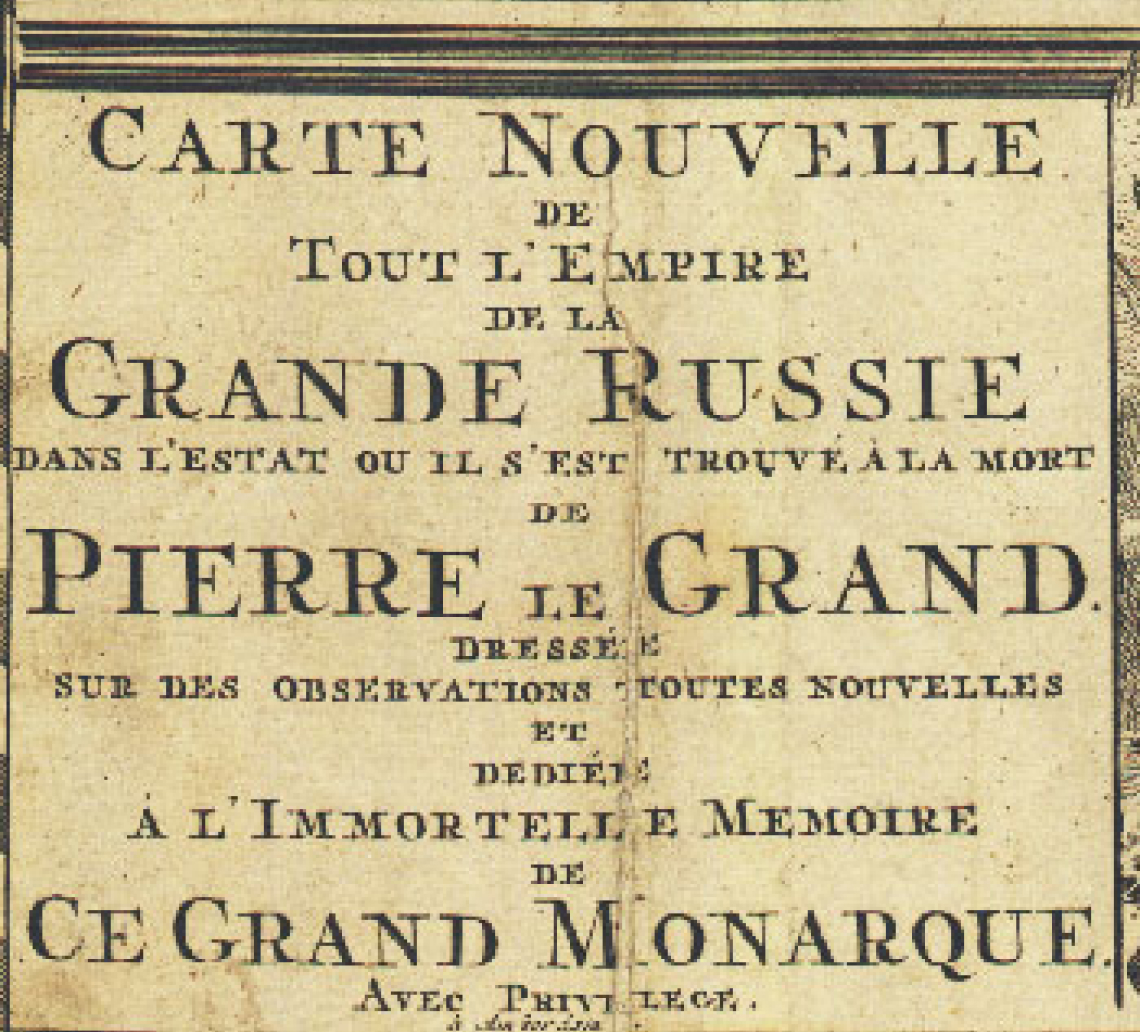 CARTE NOUVELLE
DE
TOUT L'EMPIRE
DE LA
GRANDE RUSSIE
DANS L'ESTAT OU IL S'EST TROUVÉ À LA MORT
DE
PIERRE LE GRAND.
DRESSÉE
SUR DES OBSERVATIONS TOUTES NOUVELLES
ET
DEDIÉE
À L'IMMORTELLE MEMOIRE
DE
CE GRAND MONARQUE.
AVEC PRIVILEGE.
à